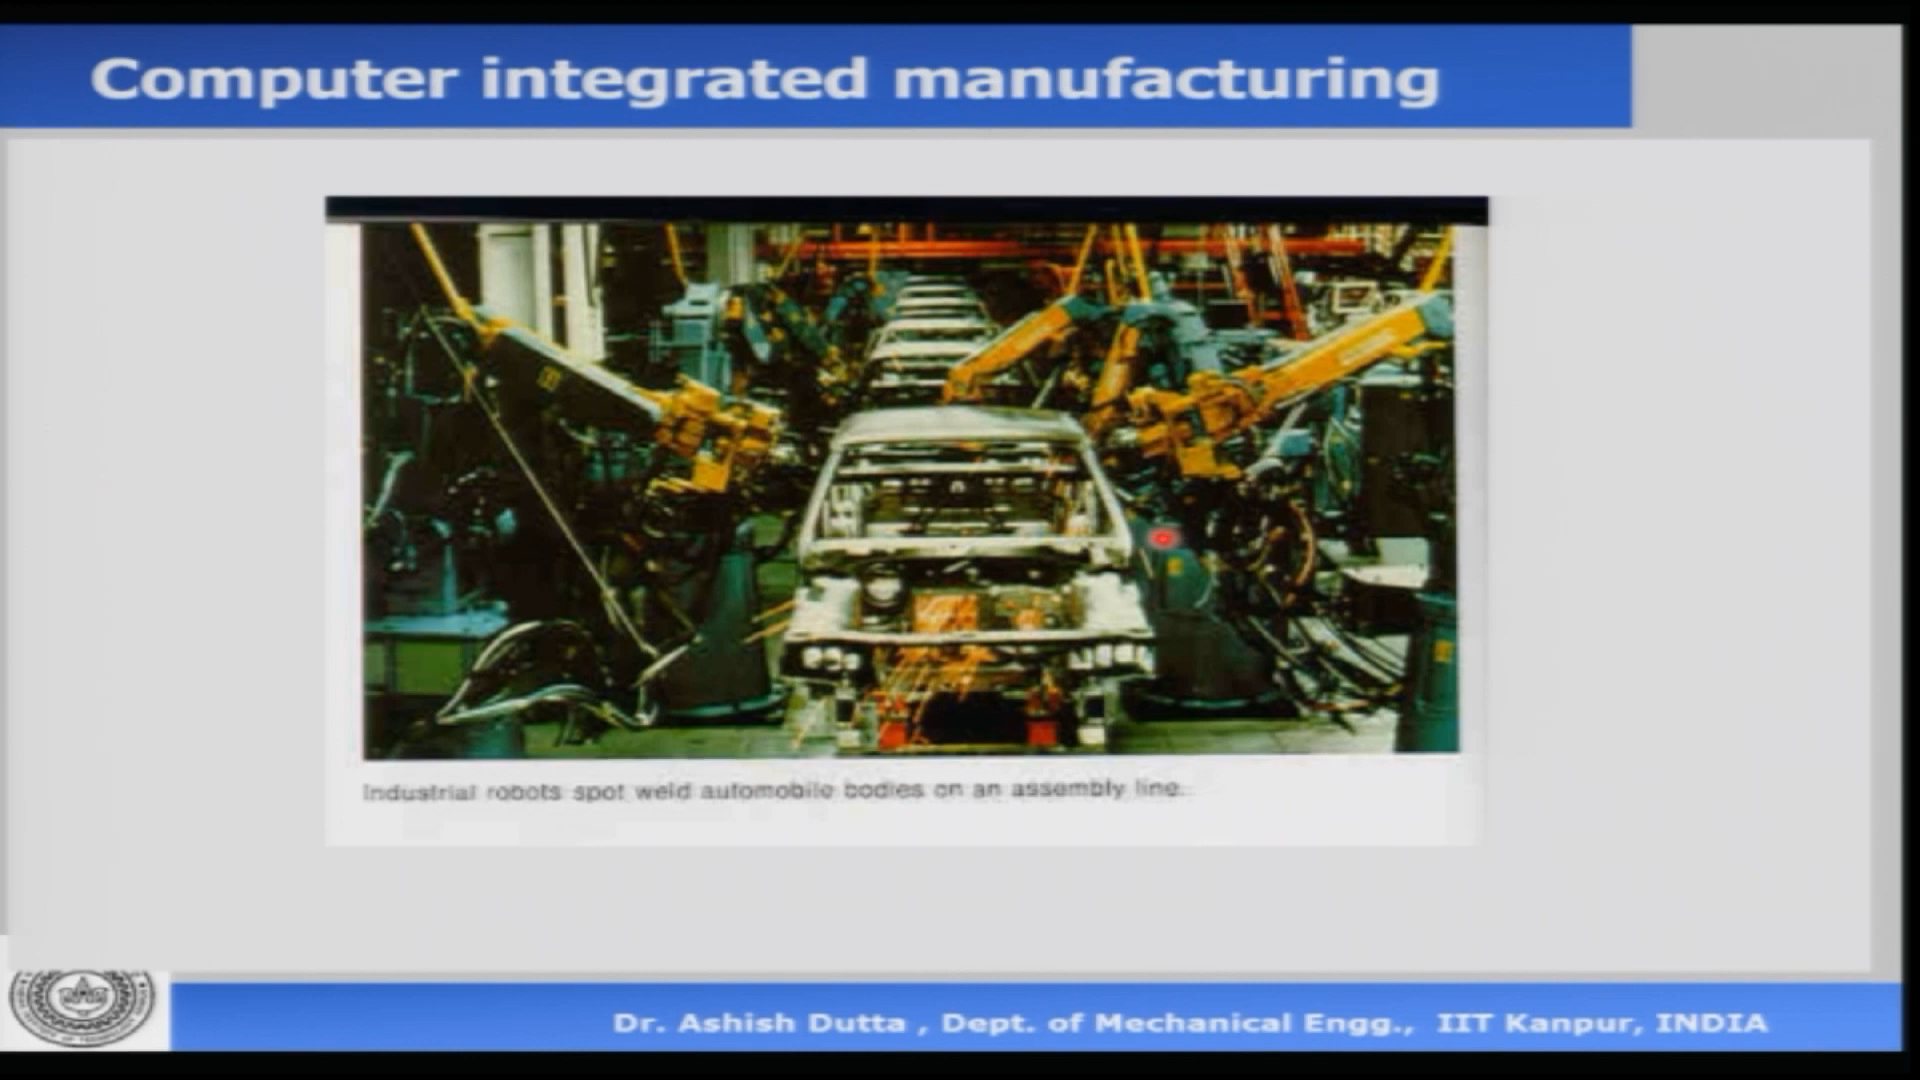 Computer integrated manufacturing
Industrial robots spot weld automobile bodies on an assembly line.
Dr. Ashish Dutta , Dept. of Mechanical Engg., IIT Kanpur, INDIA